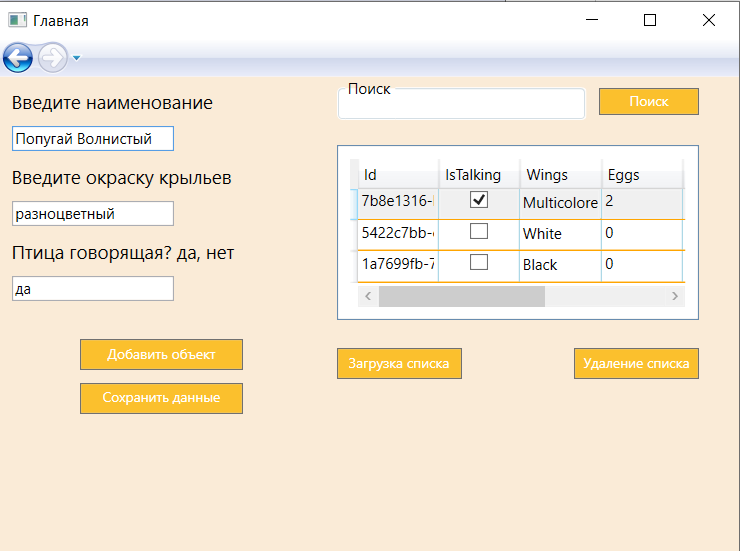 Главная
Введите наименование
Попугай Волнистый
Введите окраску крыльев
разноцветный
Птица говорящая? да, нет
да
Добавить объект
Сохранить данные
Поиск
Поиск
Id IsTalking Wings Eggs
7b8e1316- Multicolore 2
5422c7bb- White 0
1a7699fb-7 Black 0
Загрузка списка
Удаление списка